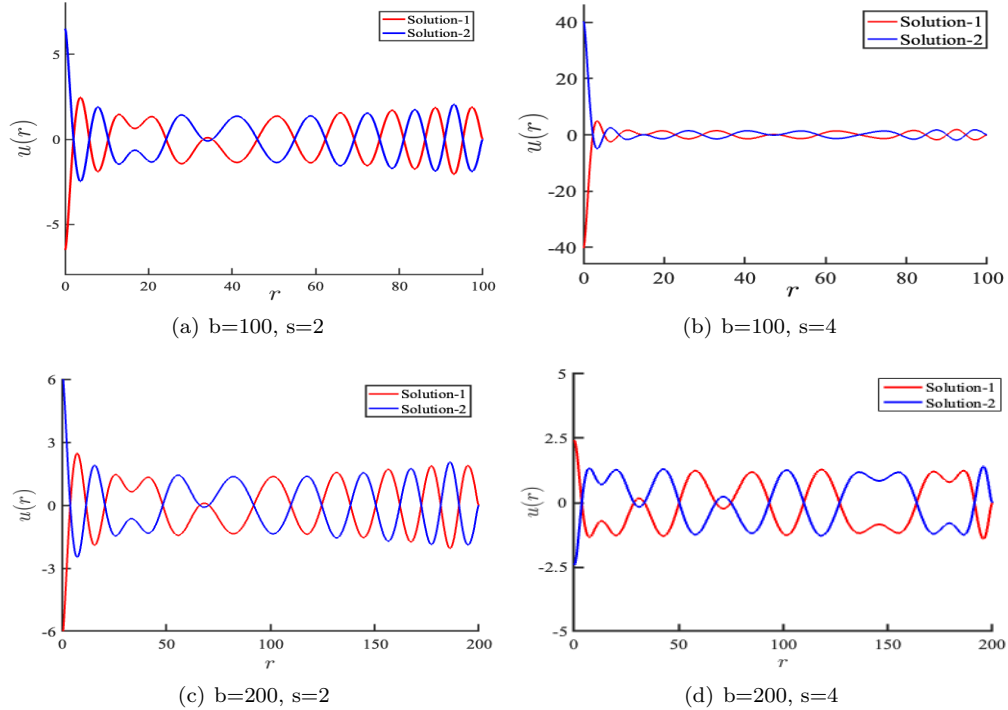 Solution-1
Solution-2
5
0
-5
u(r)
0 20 40 60 80 100
r
(a) b=100, s=2
Solution-1
Solution-2
40
20
0
-20
-40
u(r)
0 20 40 60 80 100
r
(b) b=100, s=4
Solution-1
Solution-2
6
3
0
-3
-6
u(r)
0 50 100 150 200
r
(c) b=200, s=2
Solution-1
Solution-2
5
2.5
0
-2.5
-5
u(r)
0 50 100 150 200
r
(d) b=200, s=4